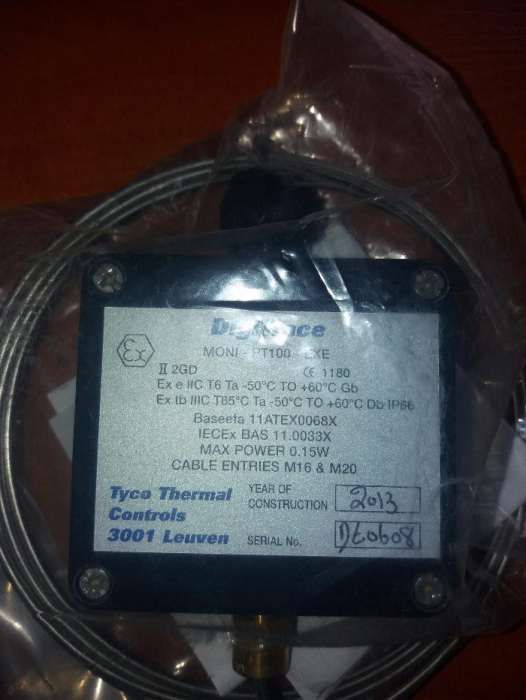 DigiTrace
MONI - PT100 - EXE
Ex
II 2GD CE 1180
Ex e IIC T6 Ta -50°C TO +60°C Gb
Ex tb IIIC T85°C Ta -50°C TO +60°C Db IP66
Baseefa 11ATEX0068X
IECEx BAS 11.0033X
MAX POWER 0.15W
CABLE ENTRIES M16 & M20
Tyco Thermal
Controls
3001 Leuven
YEAR OF
CONSTRUCTION 2013
SERIAL No.